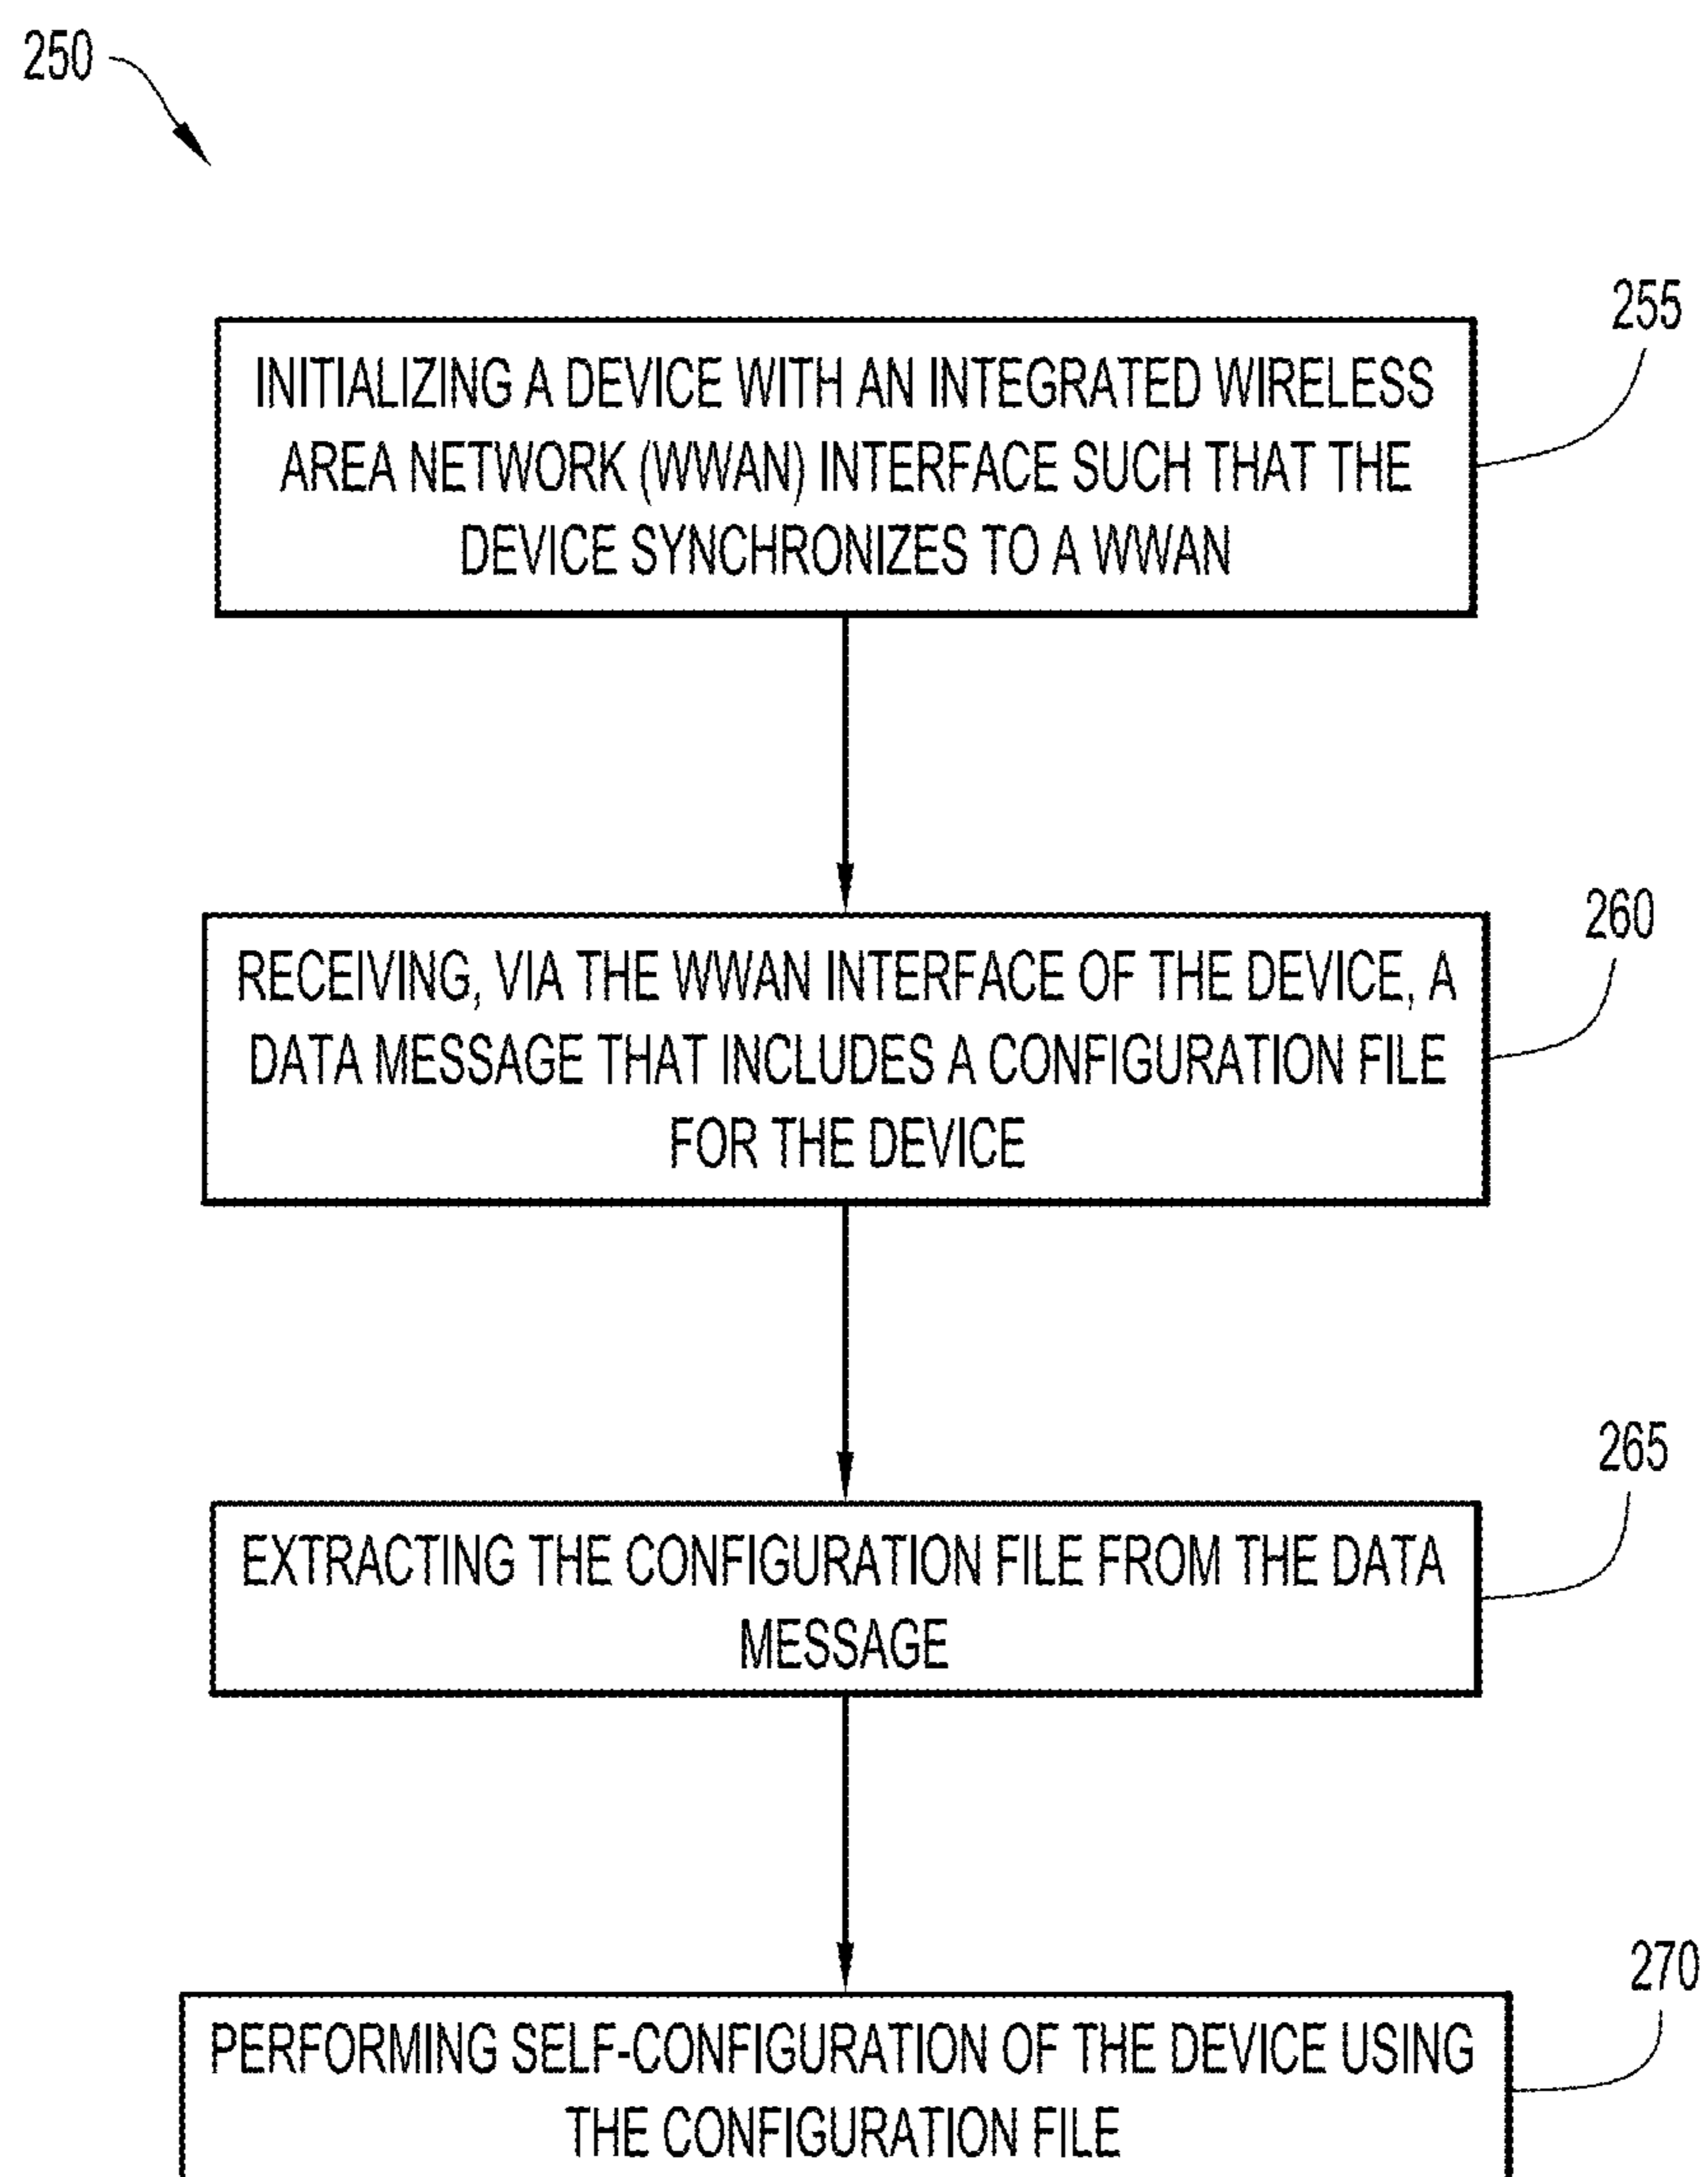 250
255
INITIALIZING A DEVICE WITH AN INTEGRATED WIRELESS
AREA NETWORK (WWAN) INTERFACE SUCH THAT THE
DEVICE SYNCHRONIZES TO A WWAN
260
RECEIVING, VIA THE WWAN INTERFACE OF THE DEVICE, A
DATA MESSAGE THAT INCLUDES A CONFIGURATION FILE
FOR THE DEVICE
265
EXTRACTING THE CONFIGURATION FILE FROM THE DATA
MESSAGE
270
PERFORMING SELF-CONFIGURATION OF THE DEVICE USING
THE CONFIGURATION FILE